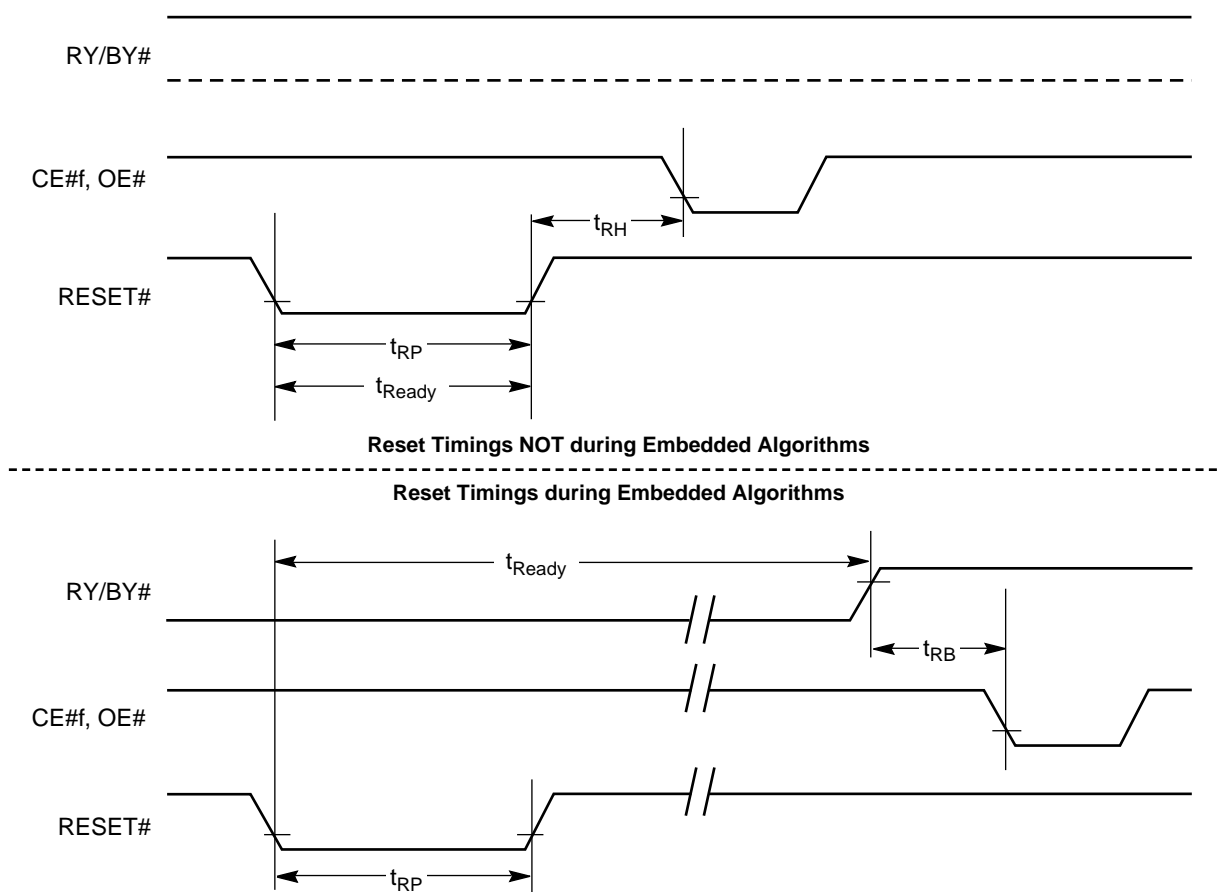 RY/BY#
CE#f, OE#
tRH
RESET#
tRP
tReady
Reset Timings NOT during Embedded Algorithms
Reset Timings during Embedded Algorithms
tReady
RY/BY#
tRB
CE#f, OE#
RESET#
tRP